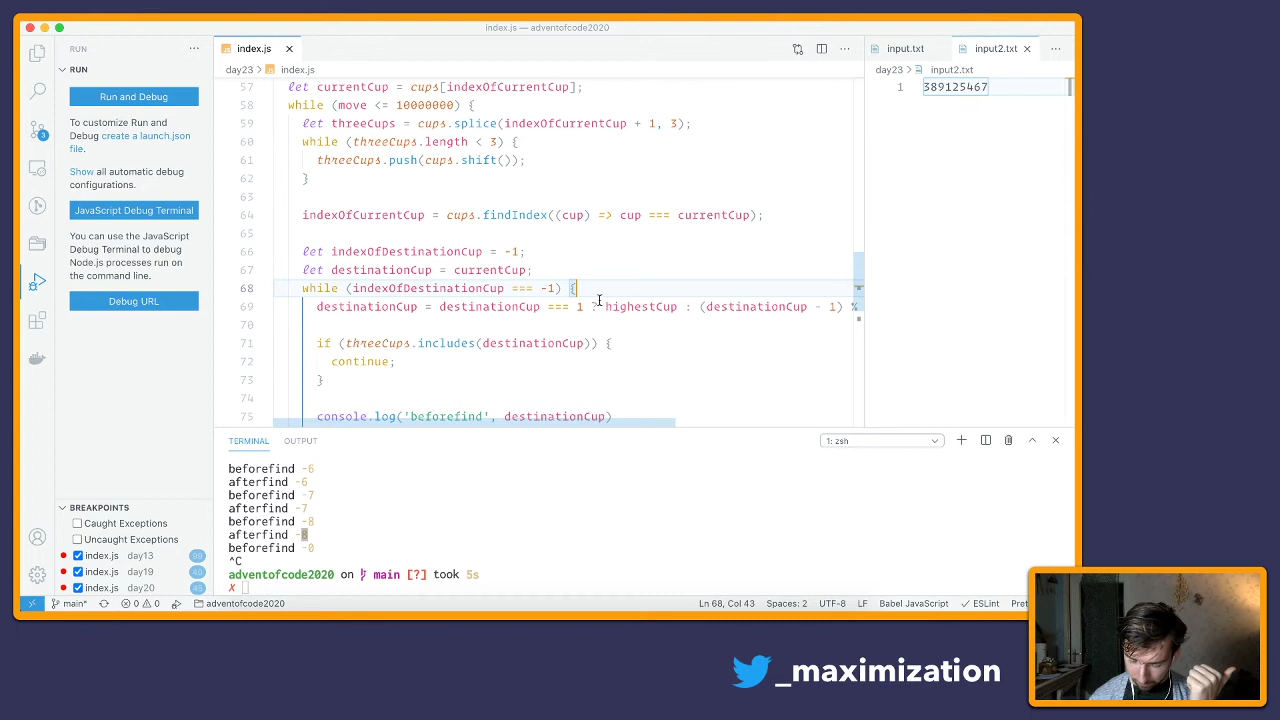 index.js — adventofcode2020
RUN
index.js
input.txt
input2.txt
RUN
day23
index.js
day23
input2.txt
Run and Debug
To customize Run and
Debug create a launch.json
file.
Show all automatic debug
configurations.
JavaScript Debug Terminal
You can use the JavaScript
Debug Terminal to debug
Node.js processes run on
the command line.
Debug URL
3
57 let currentCup = cups[indexOfCurrentCup];
58 while (move <= 10000000) {
59 let threeCups = cups.splice(indexOfCurrentCup + 1, 3);
60 while (threeCups.length < 3) {
61 threeCups.push(cups.shift());
62 }
63
64 indexOfCurrentCup = cups.findIndex((cup) => cup === currentCup);
65
66 let indexOfDestinationCup = -1;
67 let destinationCup = currentCup;
68 while (indexOfDestinationCup === -1) {
69 destinationCup = destinationCup === 1 ? highestCup : (destinationCup - 1) %
70
71 if (threeCups.includes(destinationCup)) {
72 continue;
73 }
74
75 console.log('beforefind', destinationCup)
1 389125467
TERMINAL
OUTPUT
1: zsh
beforefind -6
afterfind -6
beforefind -7
afterfind -7
beforefind -8
afterfind -8
beforefind -0
^C
adventofcode2020 on main [?] took 5s
✗
BREAKPOINTS
Caught Exceptions
Uncaught Exceptions
index.js day13
index.js day19
index.js day20 45
main*
0 0
adventofcode2020
Ln 68, Col 43
Spaces: 2
UTF-8
LF
Babel JavaScript
ESLint
_maximization